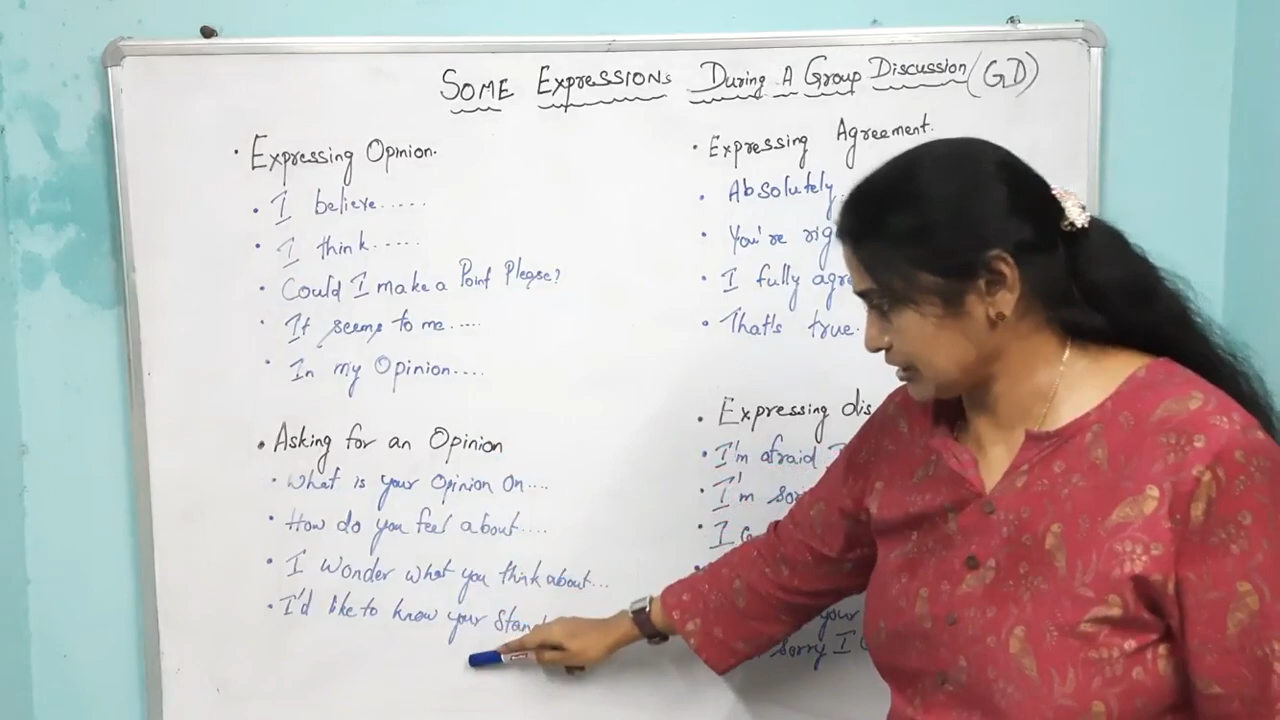 SOME EXPRESSIONS DURING A GROUP DISCUSSION (GD)
• Expressing Opinion.
• I believe.....
• I think.....
• Could I make a Point Please?
• It seems to me.....
• In my Opinion....
• Asking for an Opinion
• What is your Opinion On....
• How do you feel about....
• I wonder what you think about...
• I'd like to know your
• Expressing Agreement.
• Absolutely.
• You're
• I fully
• That's true.
• Expressing
• I'm afraid
• I'm
• I
your
sorry I